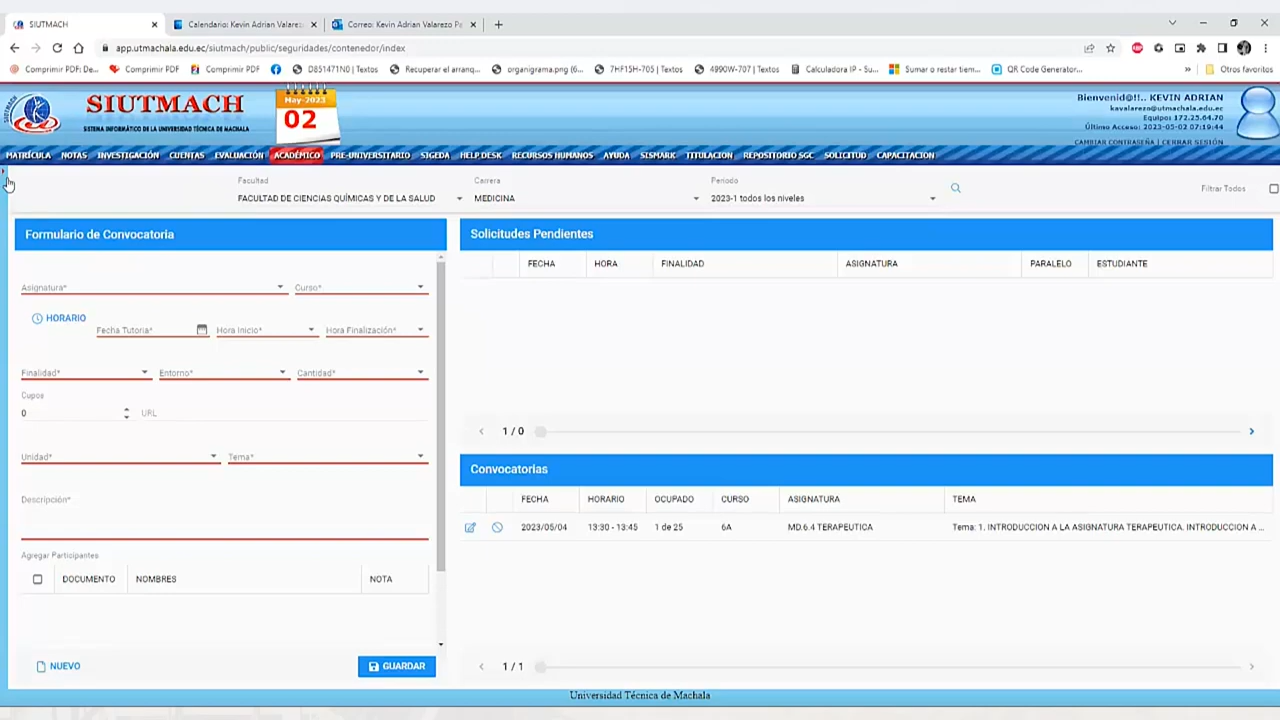 SIUTMACH
Calendario: Kevin Adrian Valarez
Correo: Kevin Adrian Valarezo Pa
app.utmachala.edu.ec/siutmach/public/seguridades/contenedor/index
Comprimir PDF: De... Comprimir PDF Comprimir PDF D851471N0 | Textos Recuperar el arranq... organigrama.png (6... 7HF15H-705 | Textos 4990W-707 | Textos Calculadora IP - Su... Sumar o restar tiem... QR Code Generator... » Otros favoritos
SIUTMACH
SISTEMA INFORMÁTICO DE LA UNIVERSIDAD TÉCNICA DE MACHALA
May-2023
02
Bienvenid@!!.. KEVIN ADRIAN
kavalarezo@utmachala.edu.ec
Equipo: 172.25.64.70
Último Acceso: 2023-05-02 07:19:44
CAMBIAR CONTRASEÑA | CERRAR SESIÓN
MATRÍCULA NOTAS INVESTIGACIÓN CUENTAS EVALUACIÓN ACADÉMICO PRE-UNIVERSITARIO SIGEDA HELP DESK RECURSOS HUMANOS AYUDA SISMARK TITULACION REPOSITORIO SGC SOLICITUD CAPACITACION
Facultad Carrera Periodo
FACULTAD DE CIENCIAS QUÍMICAS Y DE LA SALUD MEDICINA 2023-1 todos los niveles
Filtrar Todos
Formulario de Convocatoria
Asignatura* Curso*
HORARIO
Fecha Tutoria* Hora Inicio* Hora Finalización*
Finalidad* Entorno* Cantidad*
Cupos
0 URL
Unidad* Tema*
Descripción*
Agregar Participantes
DOCUMENTO NOMBRES NOTA
NUEVO GUARDAR
Solicitudes Pendientes
FECHA HORA FINALIDAD ASIGNATURA PARALELO ESTUDIANTE
1 / 0
Convocatorias
FECHA HORARIO OCUPADO CURSO ASIGNATURA TEMA
2023/05/04 13:30 - 13:45 1 de 25 6A MD.6.4 TERAPEUTICA Tema: 1. INTRODUCCION A LA ASIGNATURA TERAPEUTICA. INTRODUCCION A ...
1 / 1
Universidad Técnica de Machala